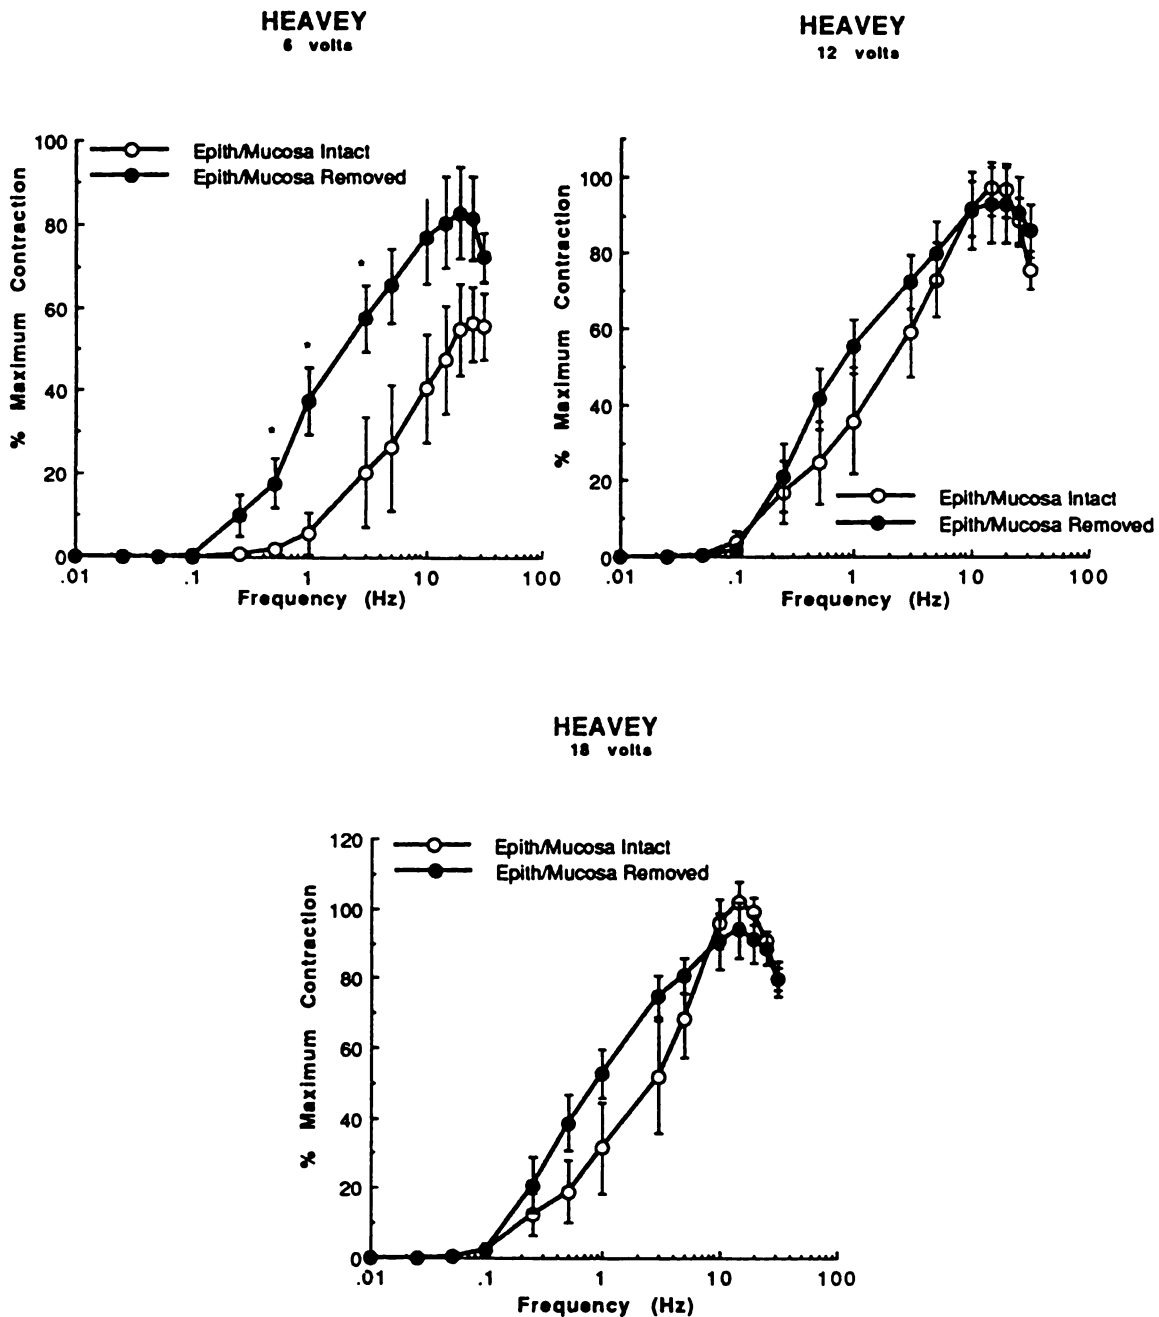 HEAVEY
6 volts
100
80
60
40
20
0
% Maximum Contraction
Epith/Mucosa Intact
Epith/Mucosa Removed
*
*
*
.01
.1
1
10
100
Frequency (Hz)
HEAVEY
12 volts
100
80
60
40
20
0
% Maximum Contraction
Epith/Mucosa Intact
Epith/Mucosa Removed
.01
.1
1
10
100
Frequency (Hz)
HEAVEY
18 volts
120
100
80
60
40
20
0
% Maximum Contraction
Epith/Mucosa Intact
Epith/Mucosa Removed
.01
.1
1
10
100
Frequency (Hz)